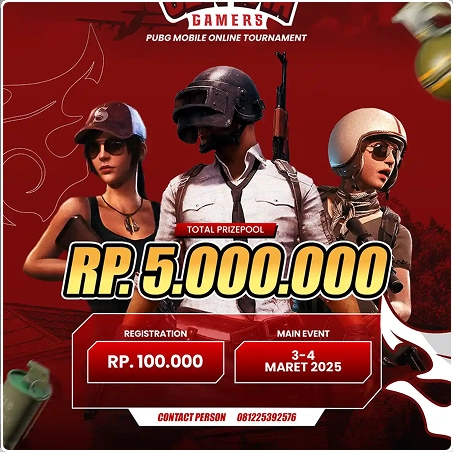 GAMERS
PUBG MOBILE ONLINE TOURNAMENT
TOTAL PRIZEPOOL
RP. 5.000.000
REGISTRATION
RP. 100.000
MAIN EVENT
3-4
MARET 2025
CONTACT PERSON 081225392576